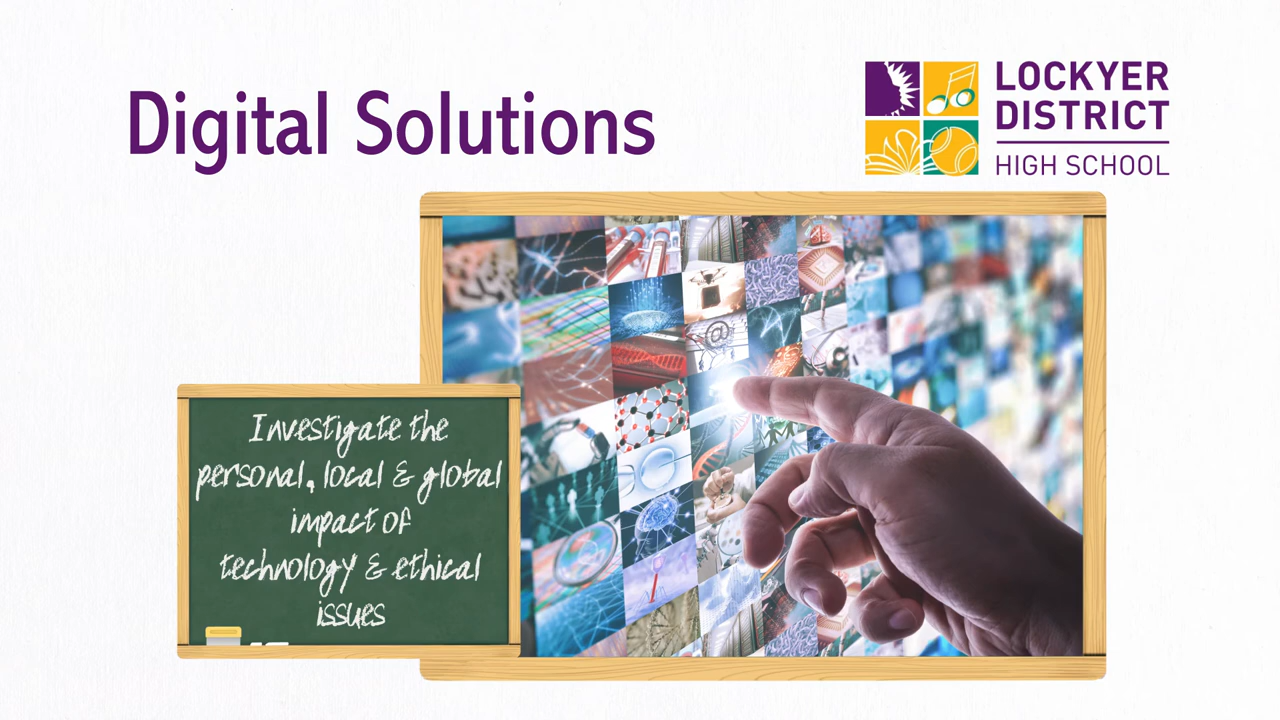 Digital Solutions
LOCKYER
DISTRICT
HIGH SCHOOL
Investigate the
personal, local & global
impact of
technology & ethical
issues
@